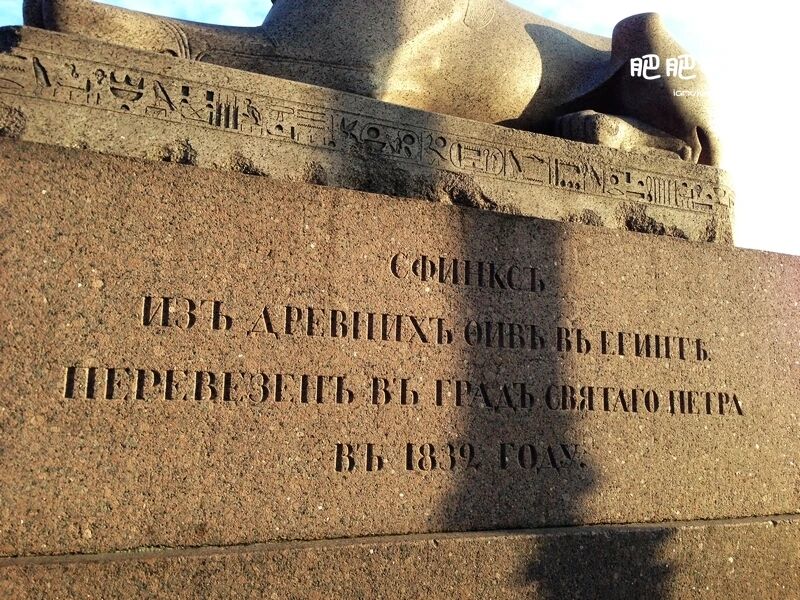 肥肥
СФИНКСЪ
ИЗЪ ДРЕВНИХЪ ѲИВЪ ВЪ ЕГИПТѢ.
ПЕРЕВЕЗЕНЪ ВЪ ГРАДЪ СВЯТАГО ПЕТРА
ВЪ 1832 ГОДУ.